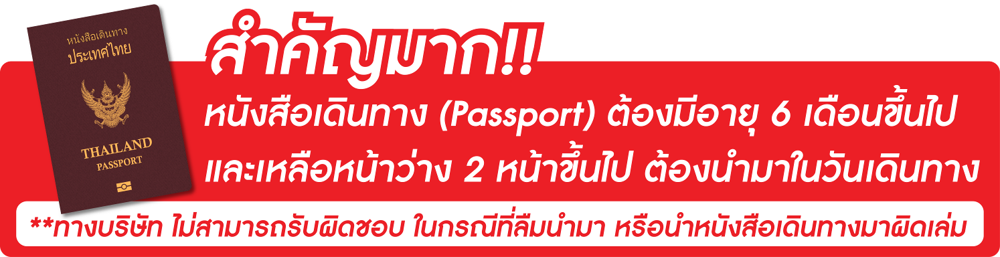 หนังสือเดินทาง
ประเทศไทย
THAILAND
PASSPORT
สำคัญมาก!!
หนังสือเดินทาง (Passport) ต้องมีอายุ 6 เดือนขึ้นไป
และเหลือหน้าว่าง 2 หน้าขึ้นไป ต้องนำมาในวันเดินทาง
**ทางบริษัท ไม่สามารถรับผิดชอบ ในกรณีที่ลืมนำมา หรือนำหนังสือเดินทางมาผิดเล่ม